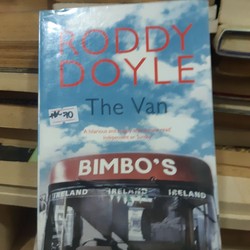 RODDY
DOYLE
The Van
BIMBO'S
IRELAND
IRELAND
IRELAND